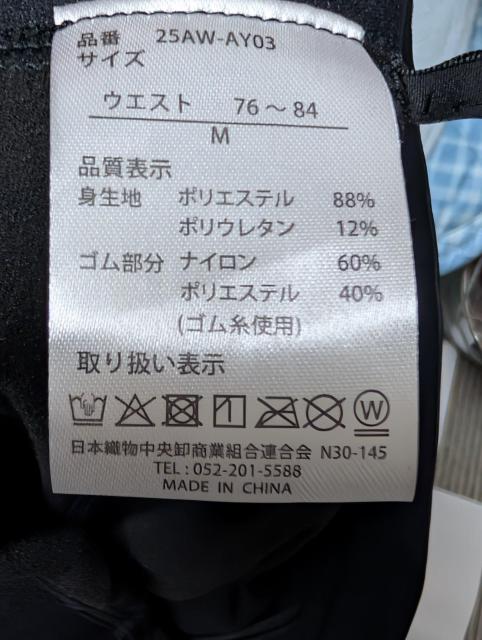 品番 25AW-AY03
サイズ
ウエスト 76～84
M
品質表示
身生地 ポリエステル 88%
ポリウレタン 12%
ゴム部分 ナイロン 60%
ポリエステル 40%
(ゴム糸使用)
取り扱い表示
W
日本織物中央卸商業組合連合会 N30-145
TEL : 052-201-5588
MADE IN CHINA